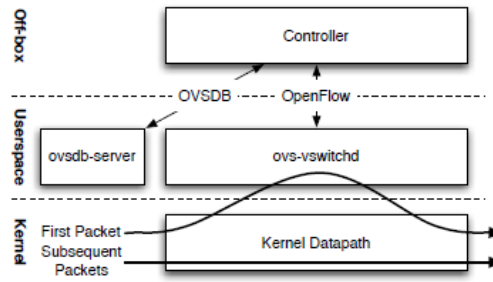 Off-box
Controller
OVSDB
OpenFlow
Userspace
ovsdb-server
ovs-vswitchd
Kernel
First Packet
Subsequent
Packets
Kernel Datapath